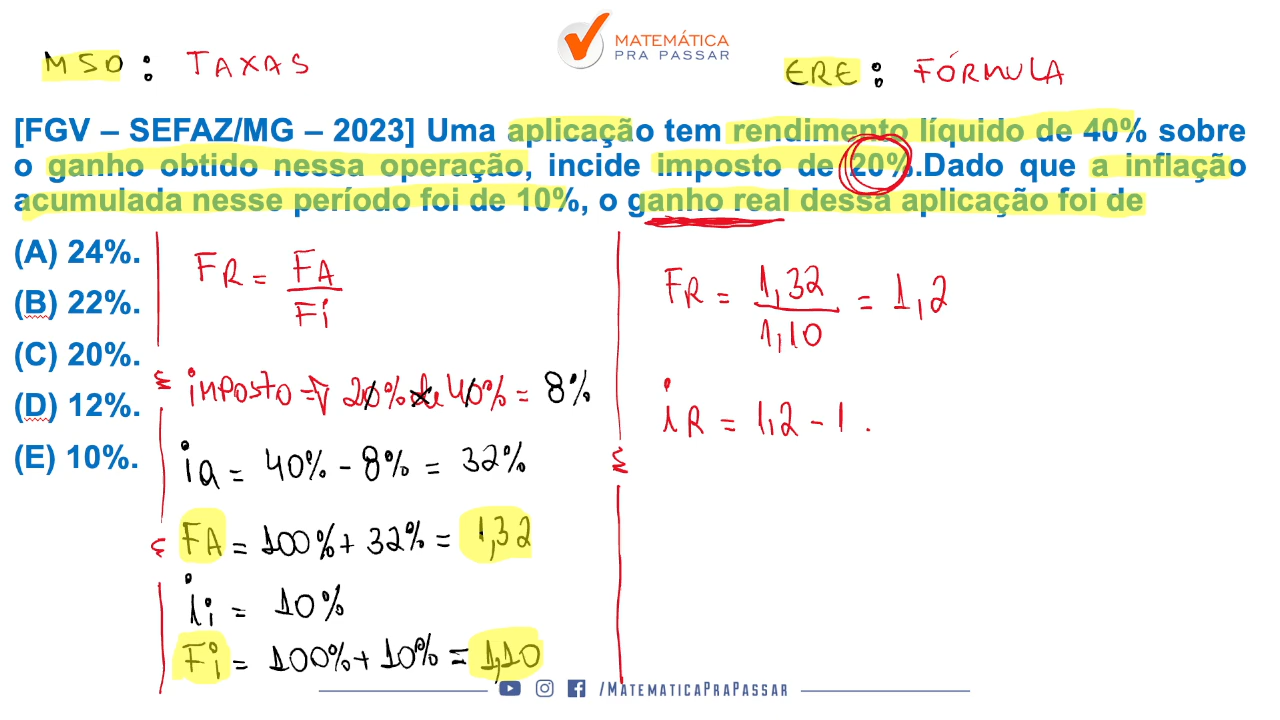 MATEMÁTICA
PRA PASSAR
MSD : TAXAS
ERE : FÓRMULA
[FGV – SEFAZ/MG – 2023] Uma aplicação tem rendimento líquido de 40% sobre
o ganho obtido nessa operação, incide imposto de 20%.Dado que a inflação
acumulada nesse período foi de 10%, o ganho real dessa aplicação foi de
(A) 24%.
(B) 22%.
(C) 20%.
(D) 12%.
(E) 10%.
FR = FA / Fi
imposto => 20% de 40% = 8%
ia = 40% - 8% = 32%
FA = 100% + 32% = 1,32
ii = 10%
Fi = 100% + 10% = 1,10
FR = 1,32 / 1,10 = 1,2
iR = 1,2 - 1 .
/MATEMATICAPRAPASSAR